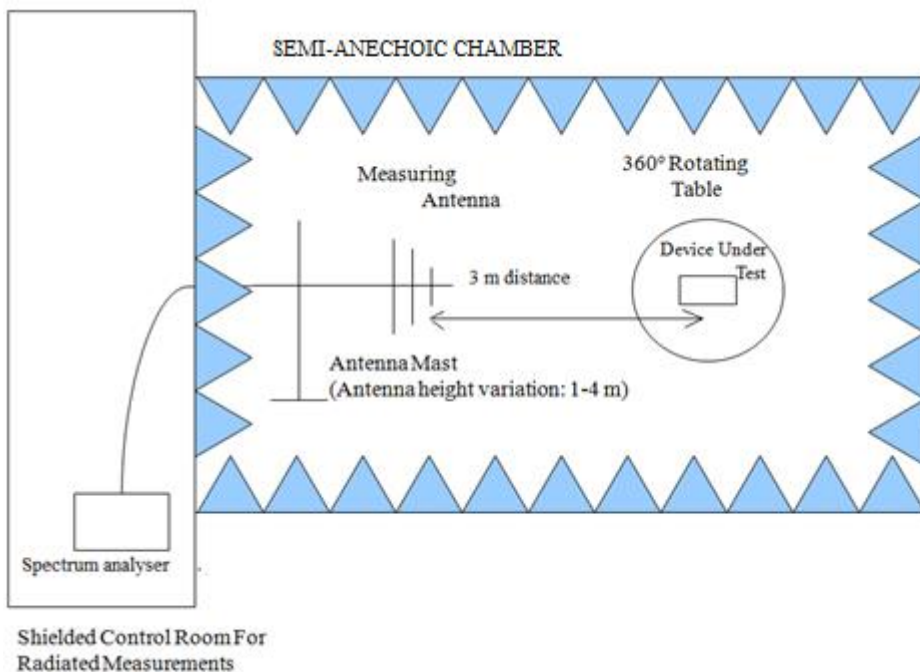 SEMI-ANECHOIC CHAMBER
Measuring
Antenna
360º Rotating
Table
Device Under
Test
3 m distance
Antenna Mast
(Antenna height variation: 1-4 m)
Spectrum analyser
Shielded Control Room For
Radiated Measurements